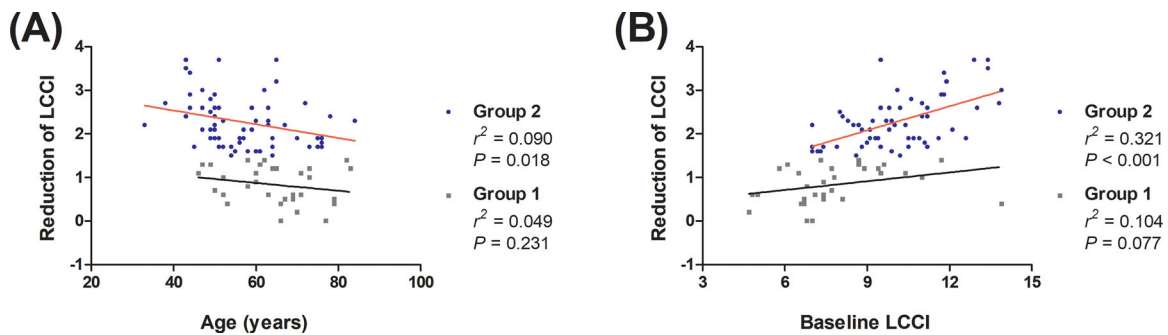 (A)
Reduction of LCCI
4
3
2
1
0
-1
20
40
60
80
100
Age (years)
Group 2
r² = 0.090
P = 0.018
Group 1
r² = 0.049
P = 0.231
(B)
Reduction of LCCI
4
3
2
1
0
-1
3
6
9
12
15
Baseline LCCI
Group 2
r² = 0.321
P < 0.001
Group 1
r² = 0.104
P = 0.077